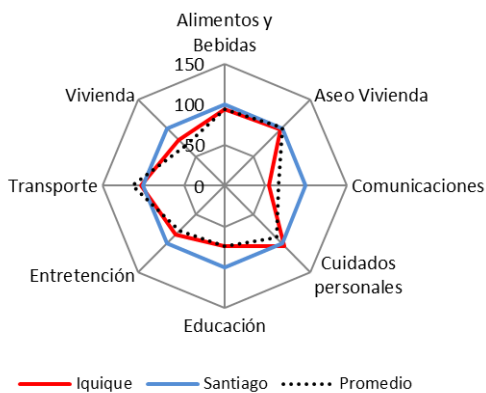 Alimentos y
Bebidas
150
Vivienda
Aseo Vivienda
100
50
Transporte
0
Comunicaciones
Entretención
Cuidados
personales
Educación
Iquique
Santiago
Promedio